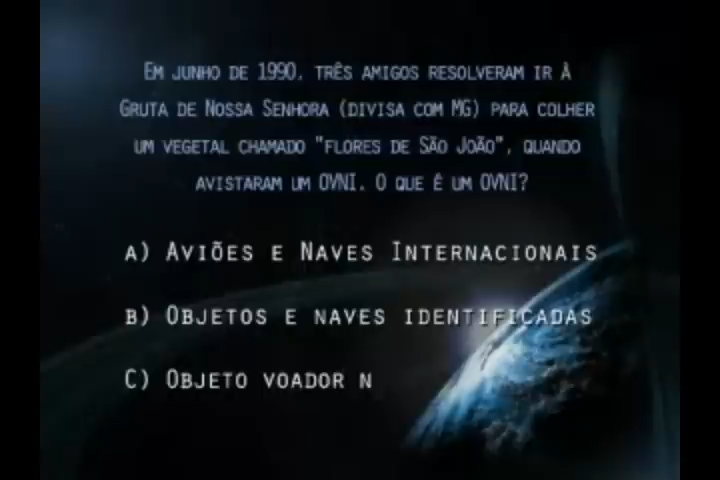 Em junho de 1990, três amigos resolveram ir à
Gruta de Nossa Senhora (divisa com MG) para colher
um vegetal chamado "flores de São João", quando
avistaram um OVNI. O que é um OVNI?
a) Aviões e Naves Internacionais
b) Objetos e naves identificadas
c) Objeto voador n